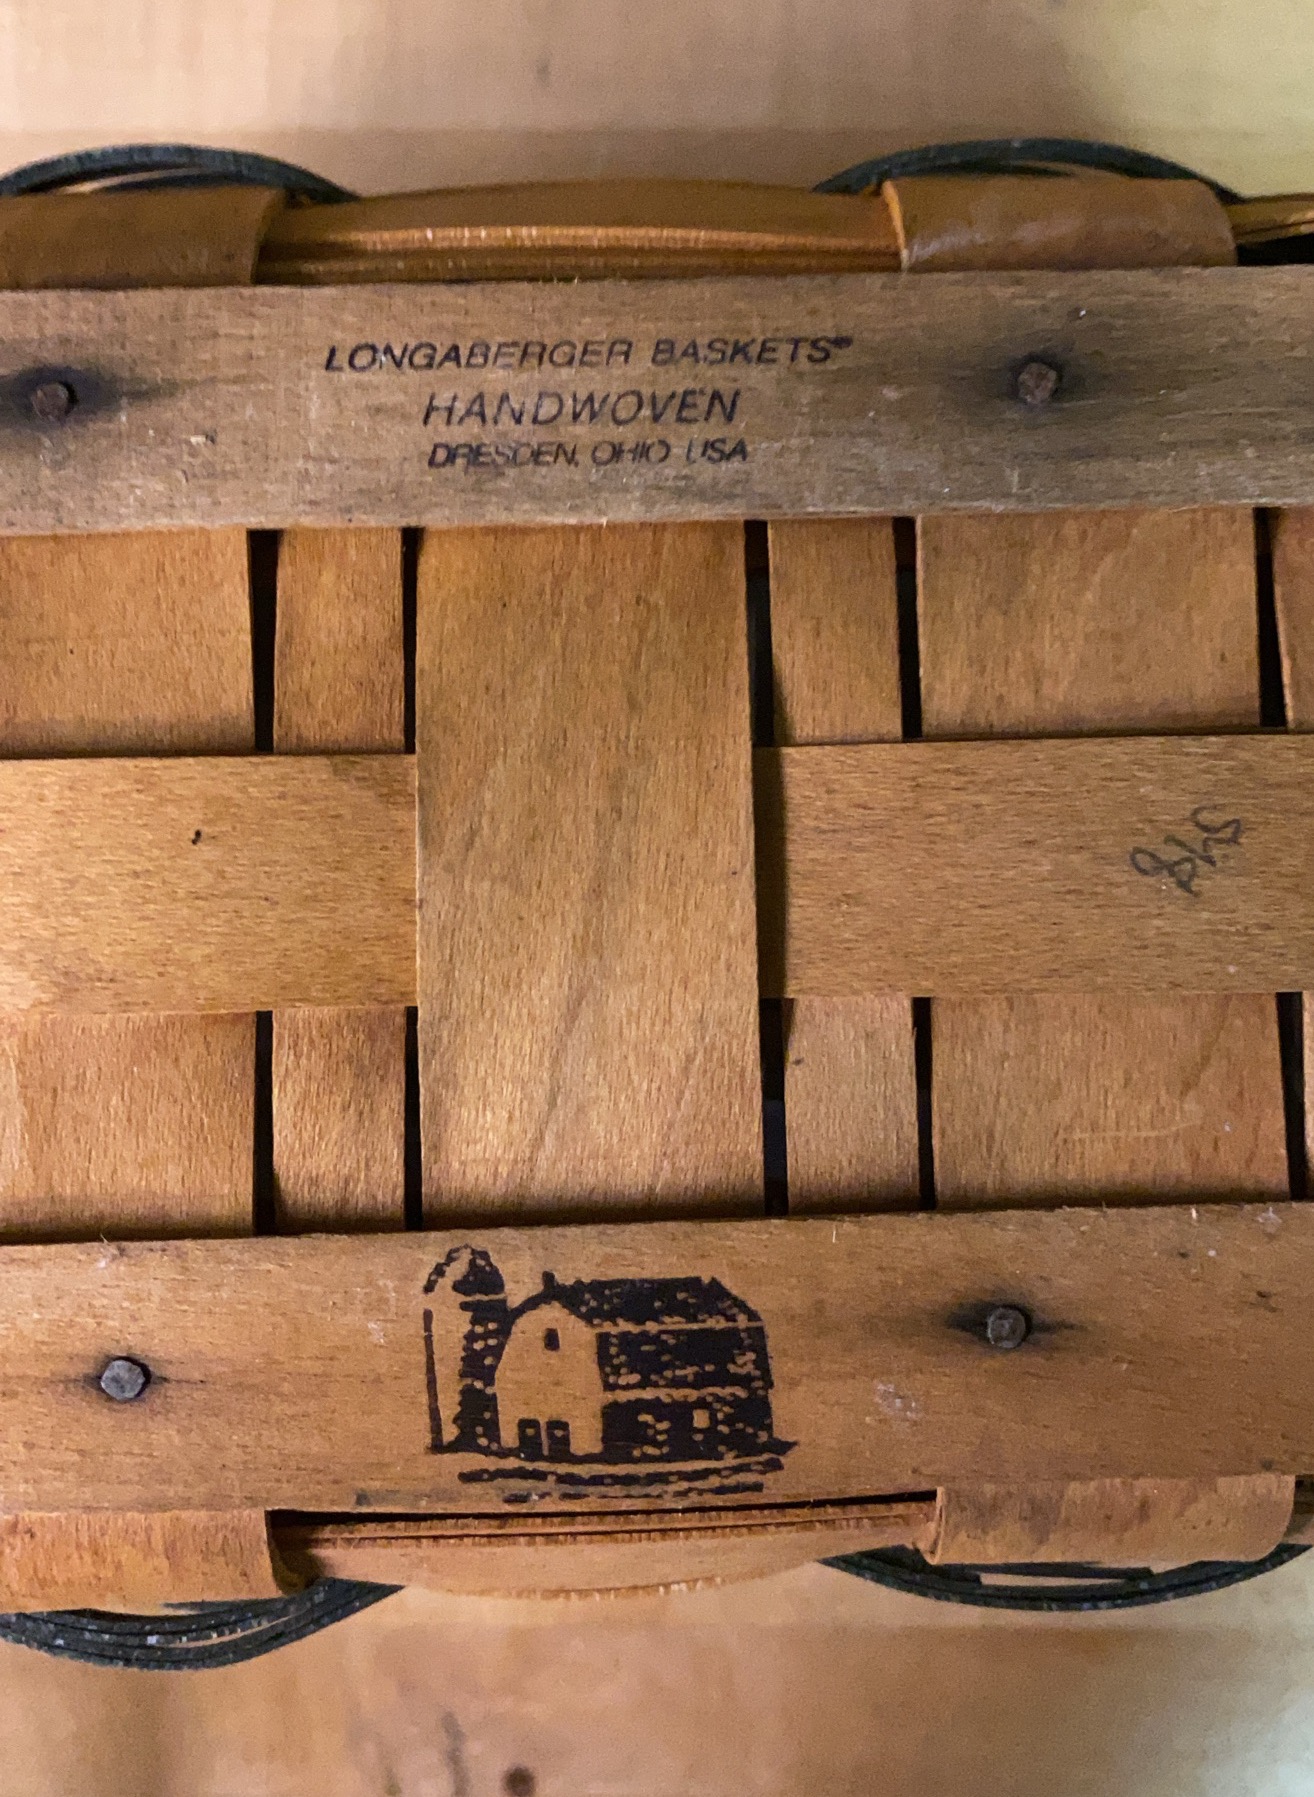 LONGABERGER BASKETS®
HANDWOVEN
DRESDEN, OHIO USA